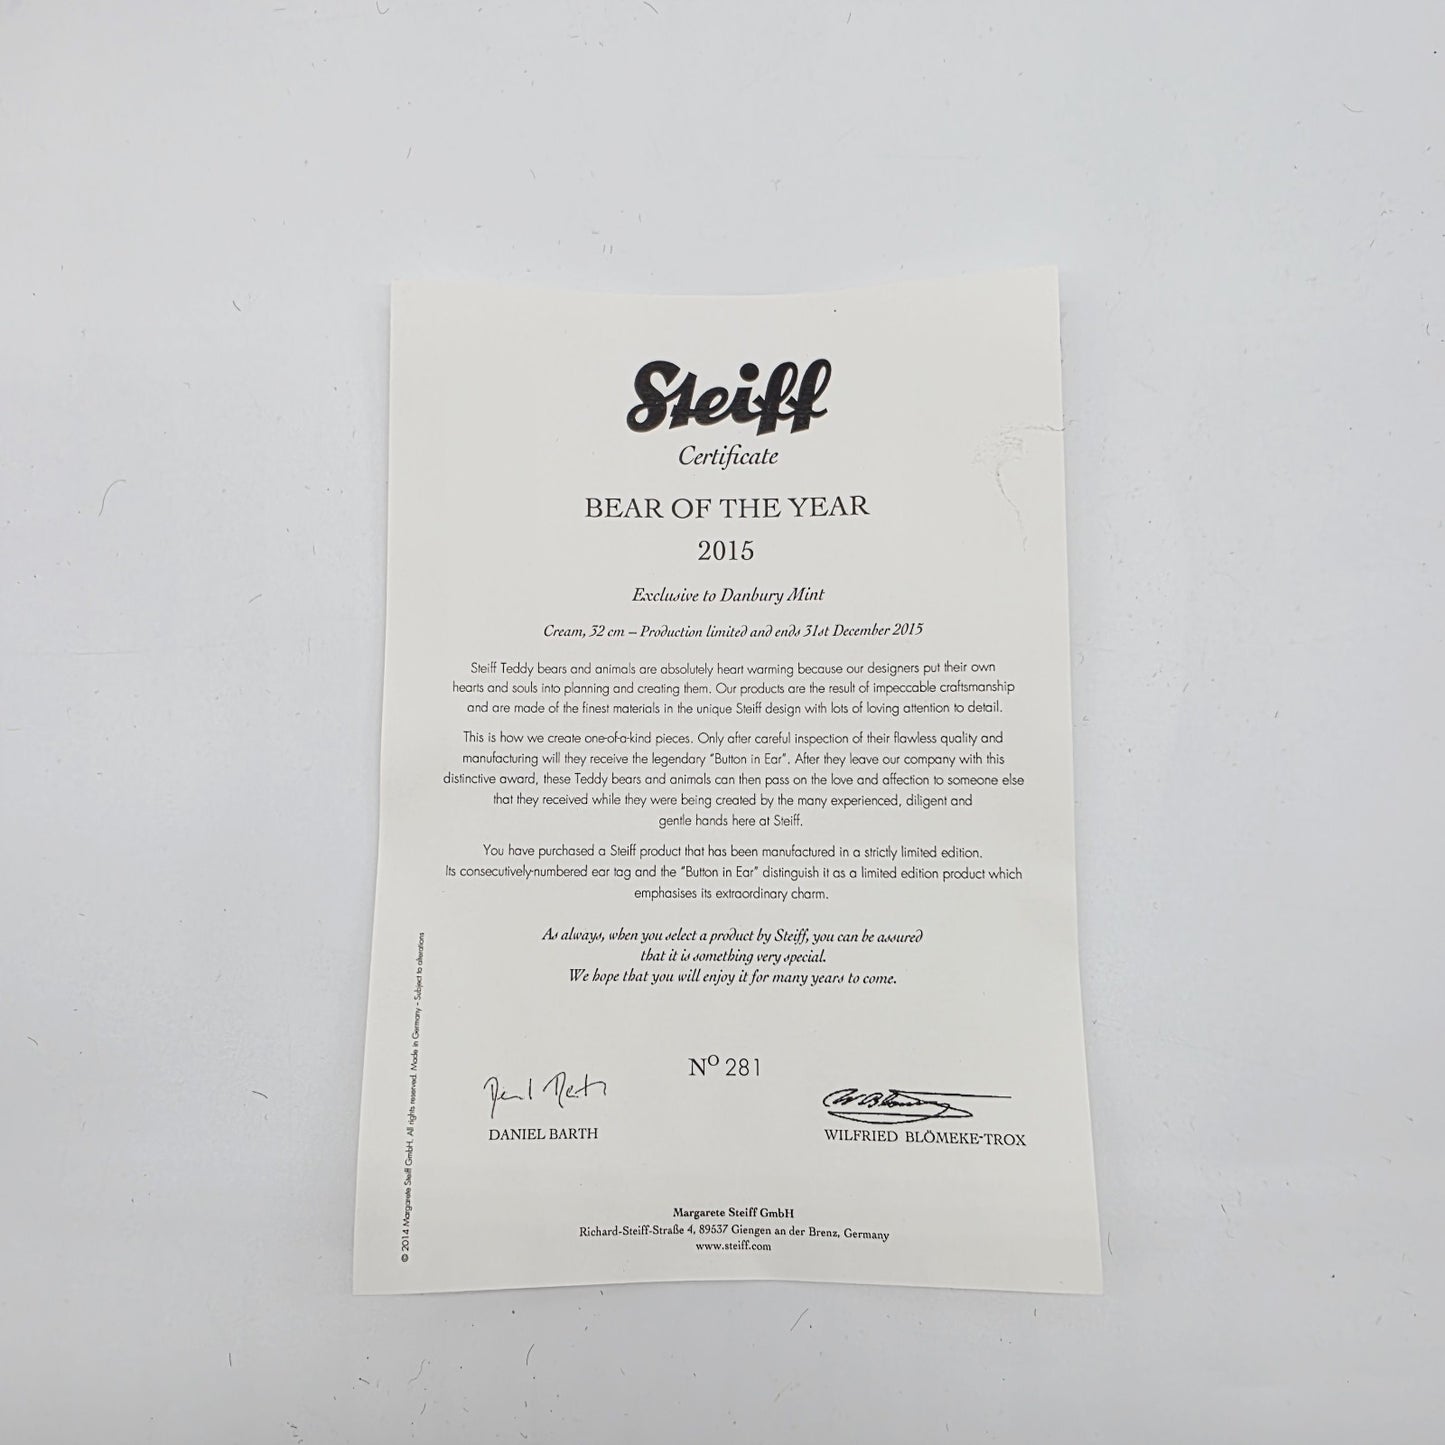 Steiff
Certificate
BEAR OF THE YEAR
2015
Exclusive to Danbury Mint
Cream, 32 cm – Production limited and ends 31st December 2015
Steiff Teddy bears and animals are absolutely heart warming because our designers put their own
hearts and souls into planning and creating them. Our products are the result of impeccable craftsmanship
and are made of the finest materials in the unique Steiff design with lots of loving attention to detail.
This is how we create one-of-a-kind pieces. Only after careful inspection of their flawless quality and
manufacturing will they receive the legendary “Button in Ear”. After they leave our company with this
distinctive award, these Teddy bears and animals can then pass on the love and affection to someone else
that they received while they were being created by the many experienced, diligent and
gentle hands here at Steiff.
You have purchased a Steiff product that has been manufactured in a strictly limited edition.
Its consecutively-numbered ear tag and the “Button in Ear” distinguish it as a limited edition product which
emphasises its extraordinary charm.
As always, when you select a product by Steiff, you can be assured
that it is something very special.
We hope that you will enjoy it for many years to come.
Nº 281
DANIEL BARTH
WILFRIED BLÖMEKE-TROX
Margarete Steiff GmbH
Richard-Steiff-Straße 4, 89537 Giengen an der Brenz, Germany
www.steiff.com
© 2014 Margarete Steiff GmbH. All rights reserved. Made in Germany - Subject to alterations